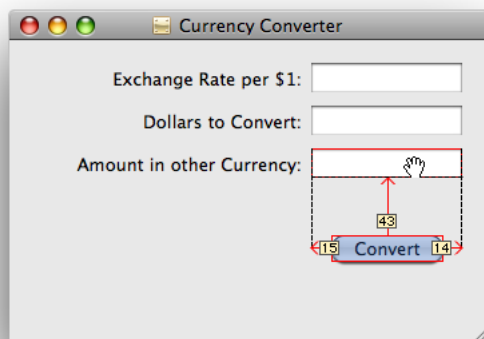 Currency Converter
Exchange Rate per $1:
Dollars to Convert:
Amount in other Currency:
43
15 Convert 14